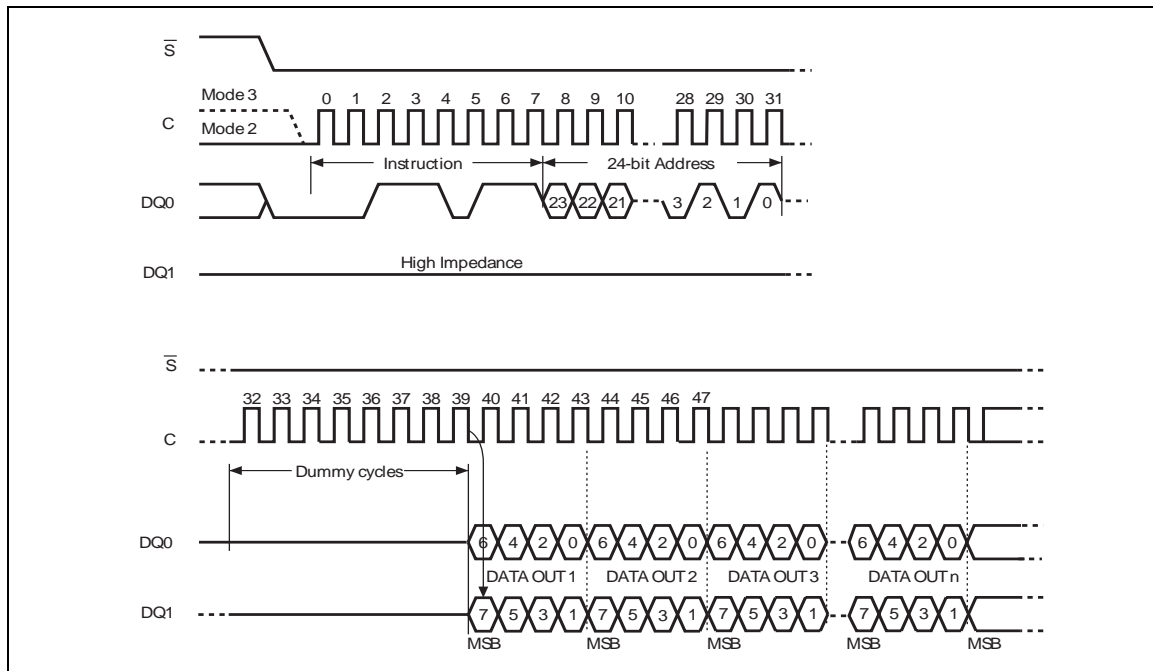 S
Mode 3
0 1 2 3 4 5 6 7 8 9 10 28 29 30 31
C
Mode 2
Instruction 24-bit Address
DQ0 23 22 21 3 2 1 0
High Impedance
DQ1
S
32 33 34 35 36 37 38 39 40 41 42 43 44 45 46 47
C
Dummy cycles
DQ0 6 4 2 0 6 4 2 0 6 4 2 0 6 4 2 0
DATA OUT 1 DATA OUT 2 DATA OUT 3 DATA OUT n
DQ1 7 5 3 1 7 5 3 1 7 5 3 1 7 5 3 1
MSB MSB MSB MSB MSB